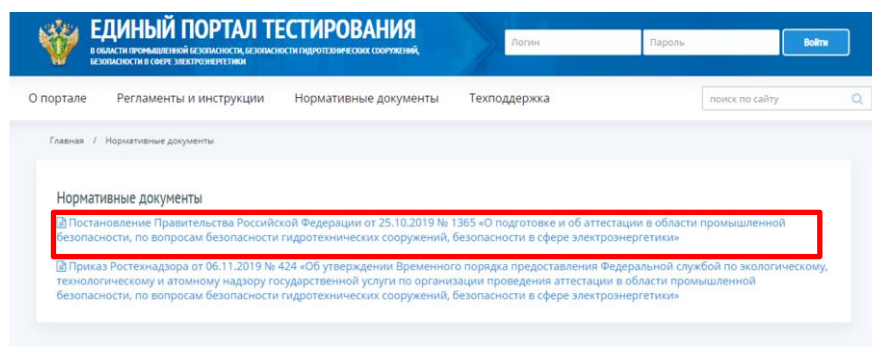 ЕДИНЫЙ ПОРТАЛ ТЕСТИРОВАНИЯ
В ОБЛАСТИ ПРОМЫШЛЕННОЙ БЕЗОПАСНОСТИ, БЕЗОПАСНОСТИ ГИДРОТЕХНИЧЕСКИХ СООРУЖЕНИЙ,
БЕЗОПАСНОСТИ В СФЕРЕ ЭЛЕКТРОЭНЕРГЕТИКИ
Логин Пароль Войти
О портале Регламенты и инструкции Нормативные документы Техподдержка поиск по сайту
Главная / Нормативные документы
Нормативные документы
Постановление Правительства Российской Федерации от 25.10.2019 № 1365 «О подготовке и об аттестации в области промышленной
безопасности, по вопросам безопасности гидротехнических сооружений, безопасности в сфере электроэнергетики»
Приказ Ростехнадзора от 06.11.2019 № 424 «Об утверждении Временного порядка предоставления Федеральной службой по экологическому,
технологическому и атомному надзору государственной услуги по организации проведения аттестации в области промышленной
безопасности, по вопросам безопасности гидротехнических сооружений, безопасности в сфере электроэнергетики»